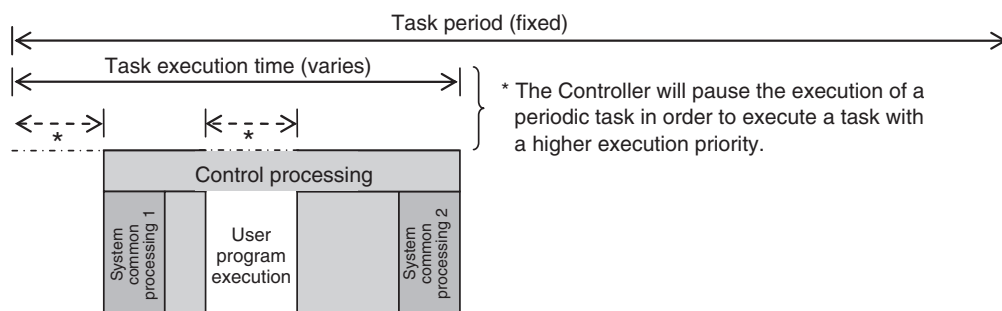 Task period (fixed)
Task execution time (varies)
*
*
* The Controller will pause the execution of a
periodic task in order to execute a task with
a higher execution priority.
Control processing
System
common
processing 1
User
program
execution
System
common
processing 2